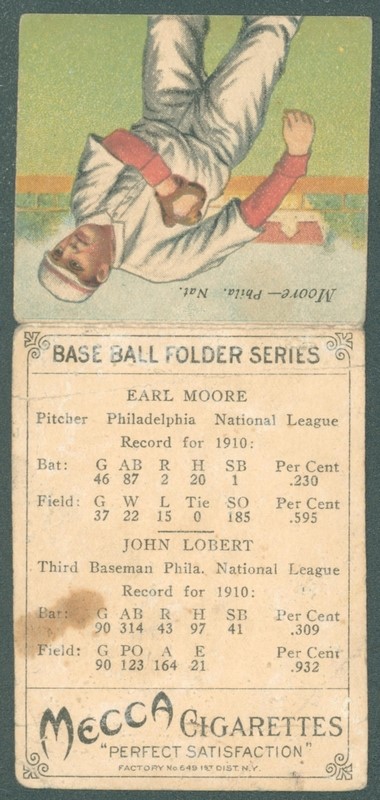 Moore—Phila. Nat.
BASE BALL FOLDER SERIES
EARL MOORE
Pitcher Philadelphia National League
Record for 1910:
Bat: G AB R H SB Per Cent
46 87 2 20 1 .230
Field: G W L Tie SO Per Cent
37 22 15 0 185 .595
JOHN LOBERT
Third Baseman Phila. National League
Record for 1910:
Bat: G AB R H SB Per Cent
90 314 43 97 41 .309
Field: G PO A E Per Cent
90 123 164 21 .932
MECCA CIGARETTES
"PERFECT SATISFACTION"
FACTORY No 649 1ST DIST. N.Y.